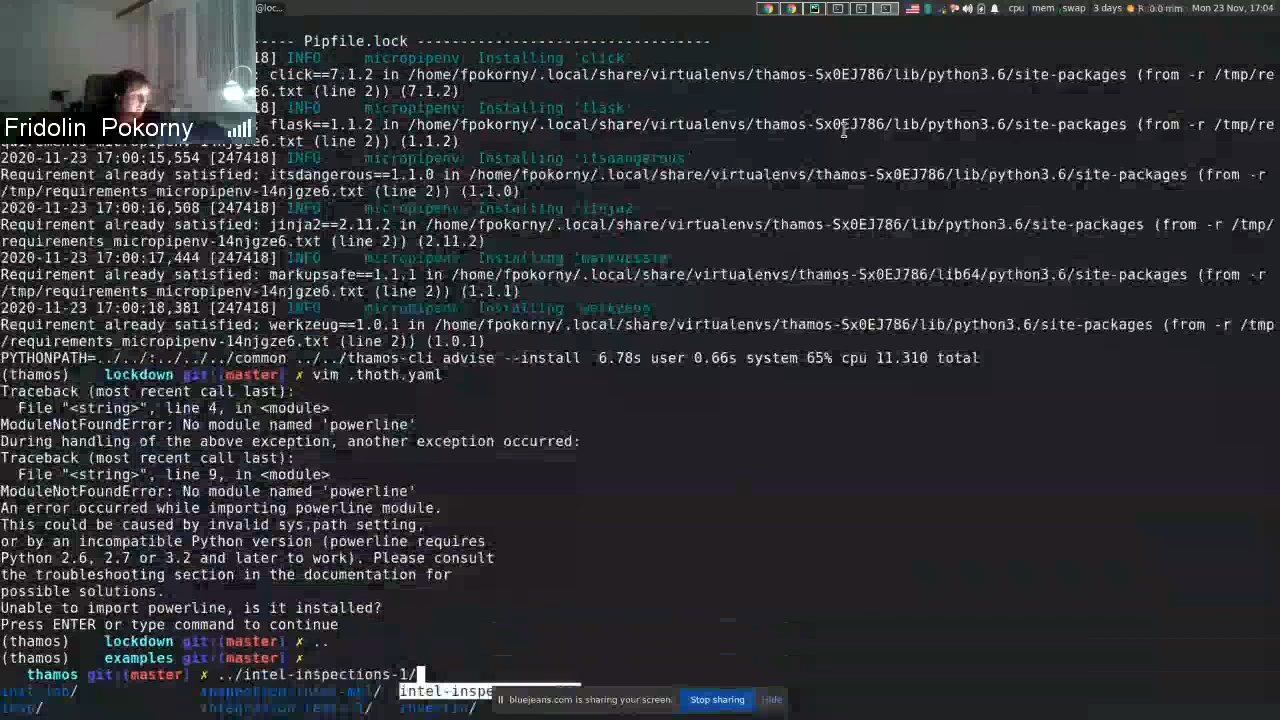 @loc...
cpu mem swap 3 days R: 0.0 mm Mon 23 Nov, 17:04
Pipfile.lock
18] INFO micropipenv: Installing 'click'
: click==7.1.2 in /home/fpokorny/.local/share/virtualenvs/thamos-Sx0EJ786/lib/python3.6/site-packages (from -r /tmp/re
e6.txt (line 2)) (7.1.2)
18] INFO micropipenv: Installing 'flask'
: flask==1.1.2 in /home/fpokorny/.local/share/virtualenvs/thamos-Sx0EJ786/lib/python3.6/site-packages (from -r /tmp/re
Fridolin Pokorny
quirements_micropipenv-14njgze6.txt (line 2)) (1.1.2)
2020-11-23 17:00:15,554 [247418] INFO micropipenv: Installing 'itsdangerous'
Requirement already satisfied: itsdangerous==1.1.0 in /home/fpokorny/.local/share/virtualenvs/thamos-Sx0EJ786/lib/python3.6/site-packages (from -r
/tmp/requirements_micropipenv-14njgze6.txt (line 2)) (1.1.0)
2020-11-23 17:00:16,508 [247418] INFO micropipenv: Installing 'jinja2'
Requirement already satisfied: jinja2==2.11.2 in /home/fpokorny/.local/share/virtualenvs/thamos-Sx0EJ786/lib/python3.6/site-packages (from -r /tmp/
requirements_micropipenv-14njgze6.txt (line 2)) (2.11.2)
2020-11-23 17:00:17,444 [247418] INFO micropipenv: Installing 'markupsafe'
Requirement already satisfied: markupsafe==1.1.1 in /home/fpokorny/.local/share/virtualenvs/thamos-Sx0EJ786/lib64/python3.6/site-packages (from -r
/tmp/requirements_micropipenv-14njgze6.txt (line 2)) (1.1.1)
2020-11-23 17:00:18,381 [247418] INFO micropipenv: Installing 'werkzeug'
Requirement already satisfied: werkzeug==1.0.1 in /home/fpokorny/.local/share/virtualenvs/thamos-Sx0EJ786/lib/python3.6/site-packages (from -r /tmp
/requirements_micropipenv-14njgze6.txt (line 2)) (1.0.1)
PYTHONPATH=../../:../../../common ../../thamos-cli advise --install 6.78s user 0.66s system 65% cpu 11.310 total
(thamos) lockdown git:(master) ✗ vim .thoth.yaml
Traceback (most recent call last):
File "<string>", line 4, in <module>
ModuleNotFoundError: No module named 'powerline'
During handling of the above exception, another exception occurred:
Traceback (most recent call last):
File "<string>", line 9, in <module>
ModuleNotFoundError: No module named 'powerline'
An error occurred while importing powerline module.
This could be caused by invalid sys.path setting,
or by an incompatible Python version (powerline requires
Python 2.6, 2.7 or 3.2 and later to work). Please consult
the troubleshooting section in the documentation for
possible solutions.
Unable to import powerline, is it installed?
Press ENTER or type command to continue
(thamos) lockdown git:(master) ✗ ..
(thamos) examples git:(master) ✗
thamos git:(master) ✗ ../intel-inspections-1/
intel-inspe
bluejeans.com is sharing your screen. Stop sharing Hide